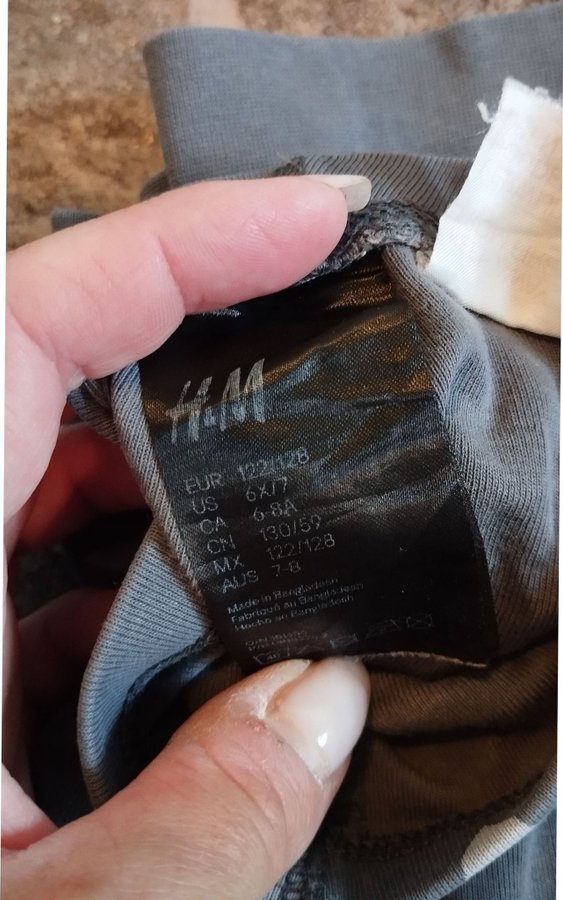 H&M
EUR 122/128
US 6X/7
CA 6-8A
CN 130/59
MX 122/128
AUS 7-8
Made in Bangladesh
Fabriqué au Bangladesh
Hecho en Bangladesh